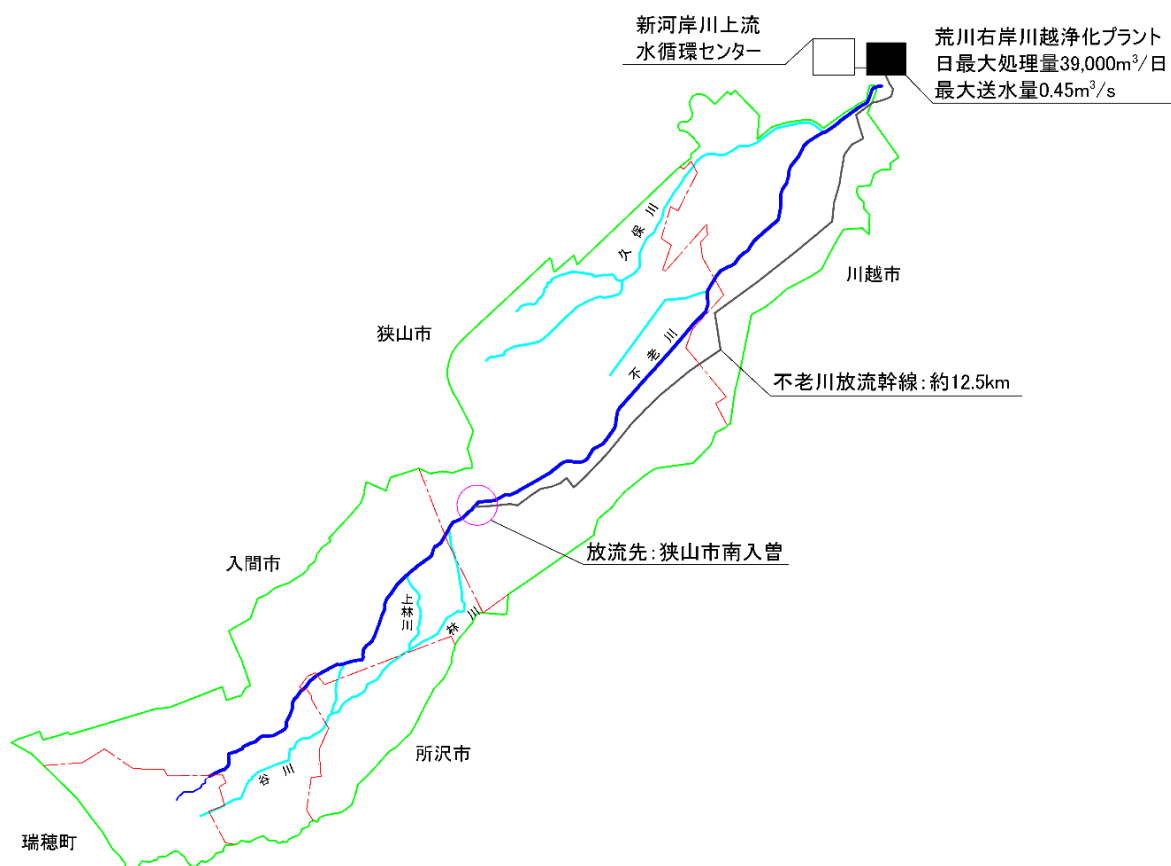 新河岸川上流
水循環センター
荒川右岸川越浄化プラント
日最大処理量39,000m³/日
最大送水量0.45m³/s
久保川
川越市
狭山市
不老川
不老川放流幹線：約12.5km
放流先：狭山市南入曽
入間市
上林川
林川
所沢市
谷川
瑞穂町